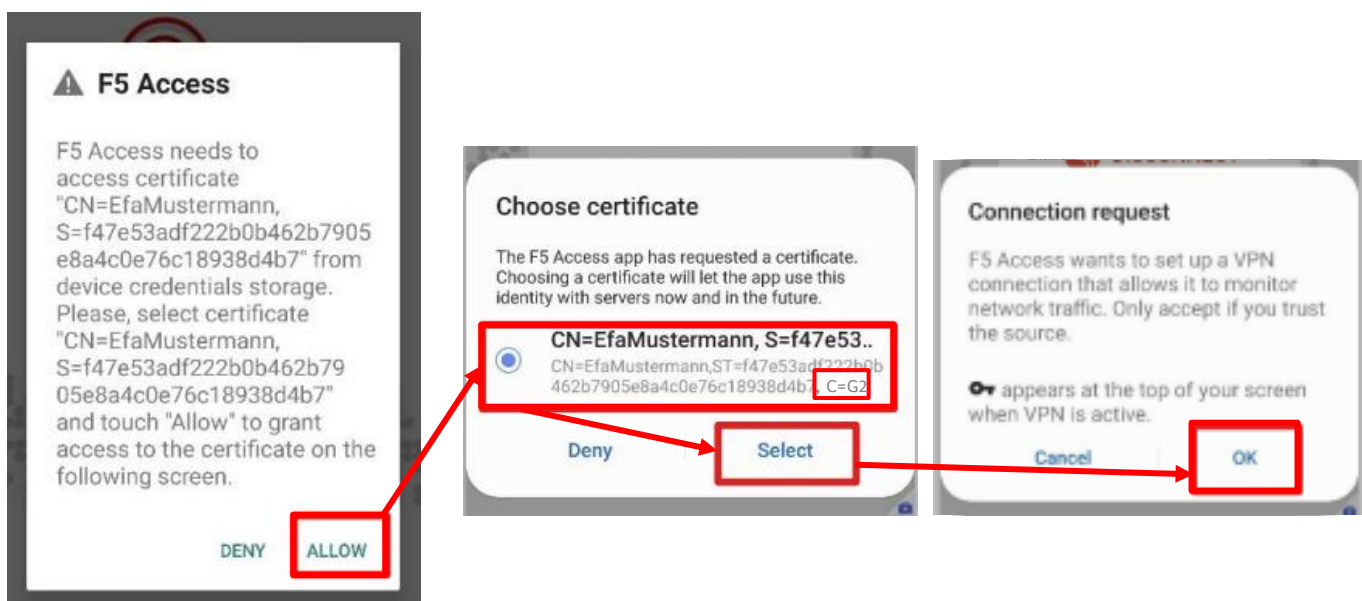 F5 Access
F5 Access needs to
access certificate
"CN=EfaMustermann,
S=f47e53adf222b0b462b7905
e8a4c0e76c18938d4b7" from
device credentials storage.
Please, select certificate
"CN=EfaMustermann,
S=f47e53adf222b0b462b79
05e8a4c0e76c18938d4b7"
and touch "Allow" to grant
access to the certificate on the
following screen.
DENY ALLOW
Choose certificate
The F5 Access app has requested a certificate.
Choosing a certificate will let the app use this
identity with servers now and in the future.
CN=EfaMustermann, S=f47e53..
CN=EfaMustermann,ST=f47e53adf222b0b
462b7905e8a4c0e76c18938d4b7, C=G2
Deny Select
Connection request
F5 Access wants to set up a VPN
connection that allows it to monitor
network traffic. Only accept if you trust
the source.
appears at the top of your screen
when VPN is active.
Cancel OK